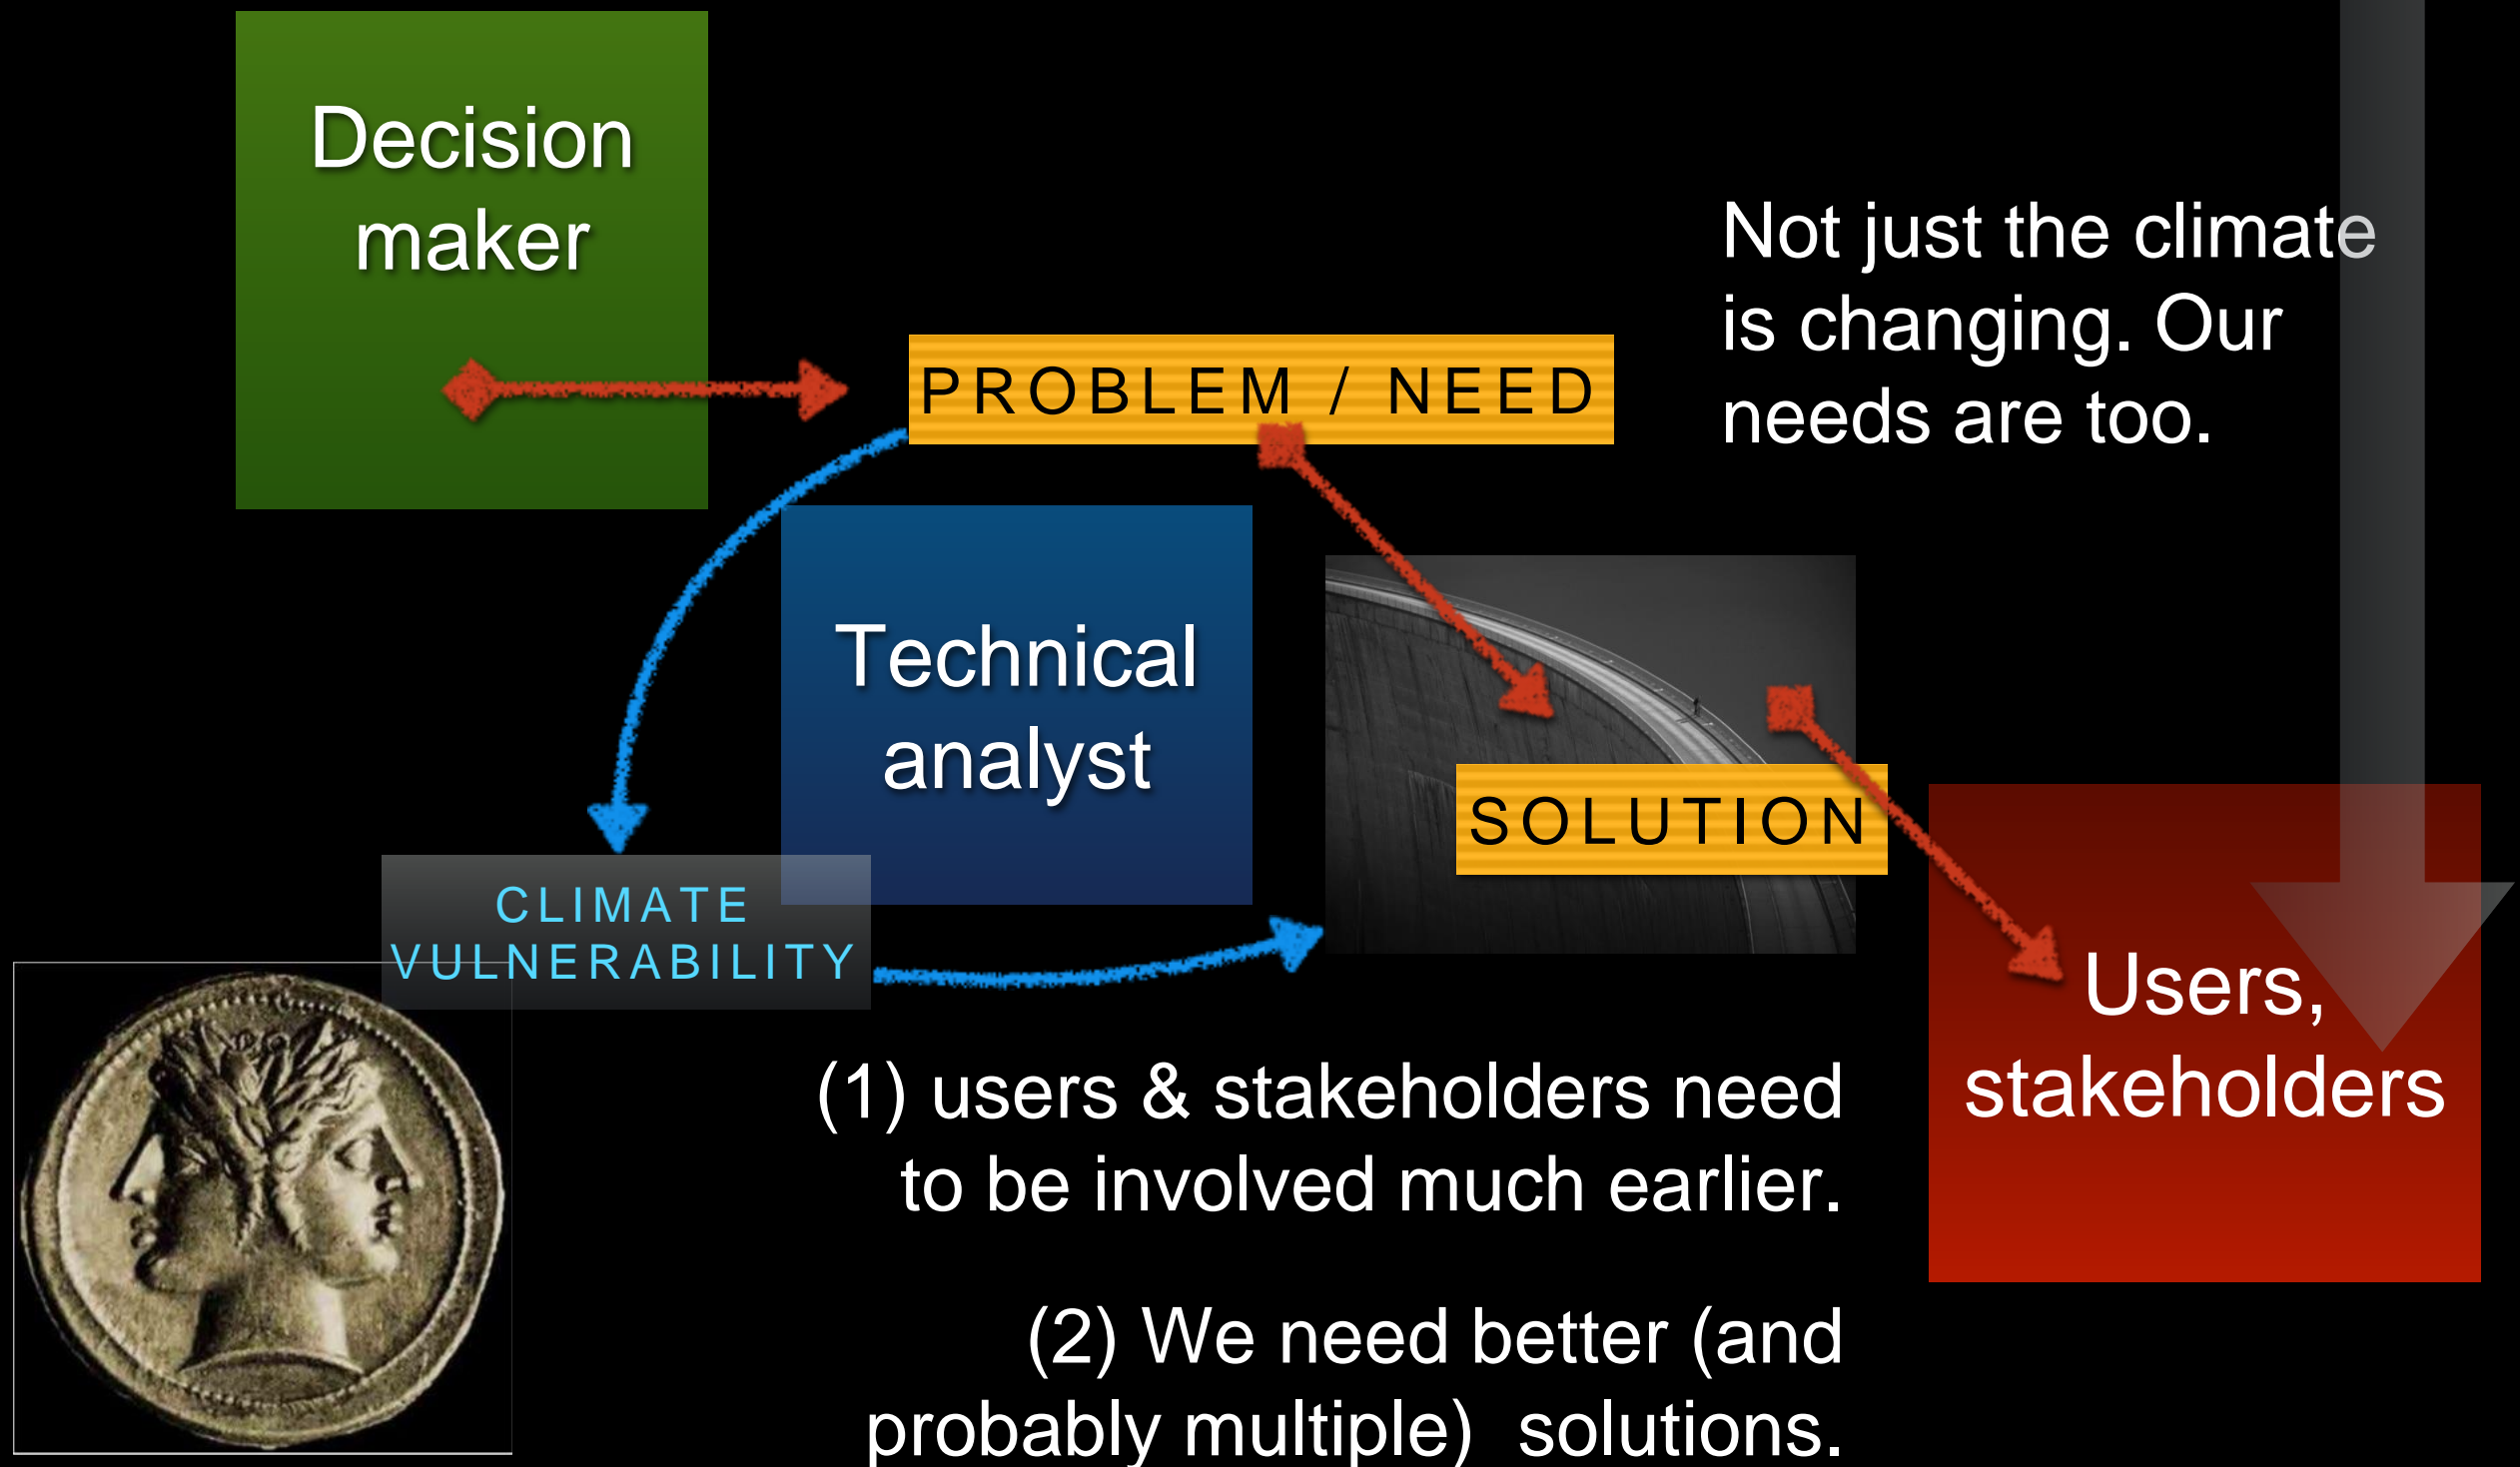 Decision
maker
Not just the climate
is changing. Our
needs are too.
PROBLEM / NEED
Technical
analyst
SOLUTION
CLIMATE
VULNERABILITY
Users,
stakeholders
(1) users & stakeholders need
to be involved much earlier.
(2) We need better (and
probably multiple)  solutions.